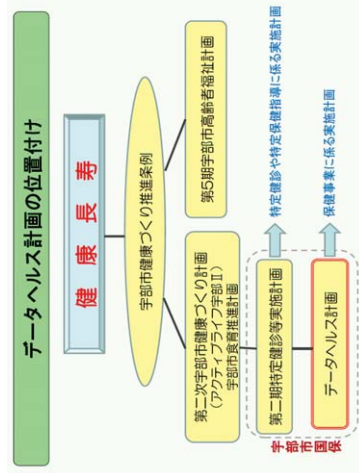 データヘルス計画の位置付け
健康長寿
宇部市健康づくり推進条例
第二次宇部市健康づくり計画
(アクティブライフ宇部Ⅱ)
宇部市食育推進計画
第5期宇部市高齢者福祉計画
第二期特定健診等実施計画
特定健診や特定保健指導に係る実施計画
データヘルス計画
保健事業に係る実施計画
宇部市国保